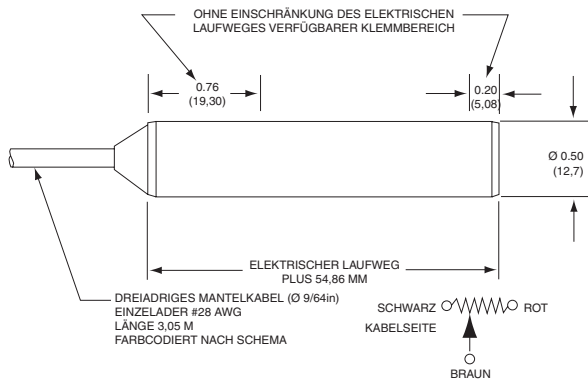 OHNE EINSCHRÄNKUNG DES ELEKTRISCHEN
LAUFWEGES VERFÜGBARER KLEMMBEREICH
0.76
(19,30)
0.20
(5,08)
Ø 0.50
(12,7)
ELEKTRISCHER LAUFWEG
PLUS 54,86 MM
DREIADRIGES MANTELKABEL (Ø 9/64in)
EINZELADER #28 AWG
LÄNGE 3,05 M
FARBCODIERT NACH SCHEMA
SCHWARZ
ROT
KABELSEITE
BRAUN